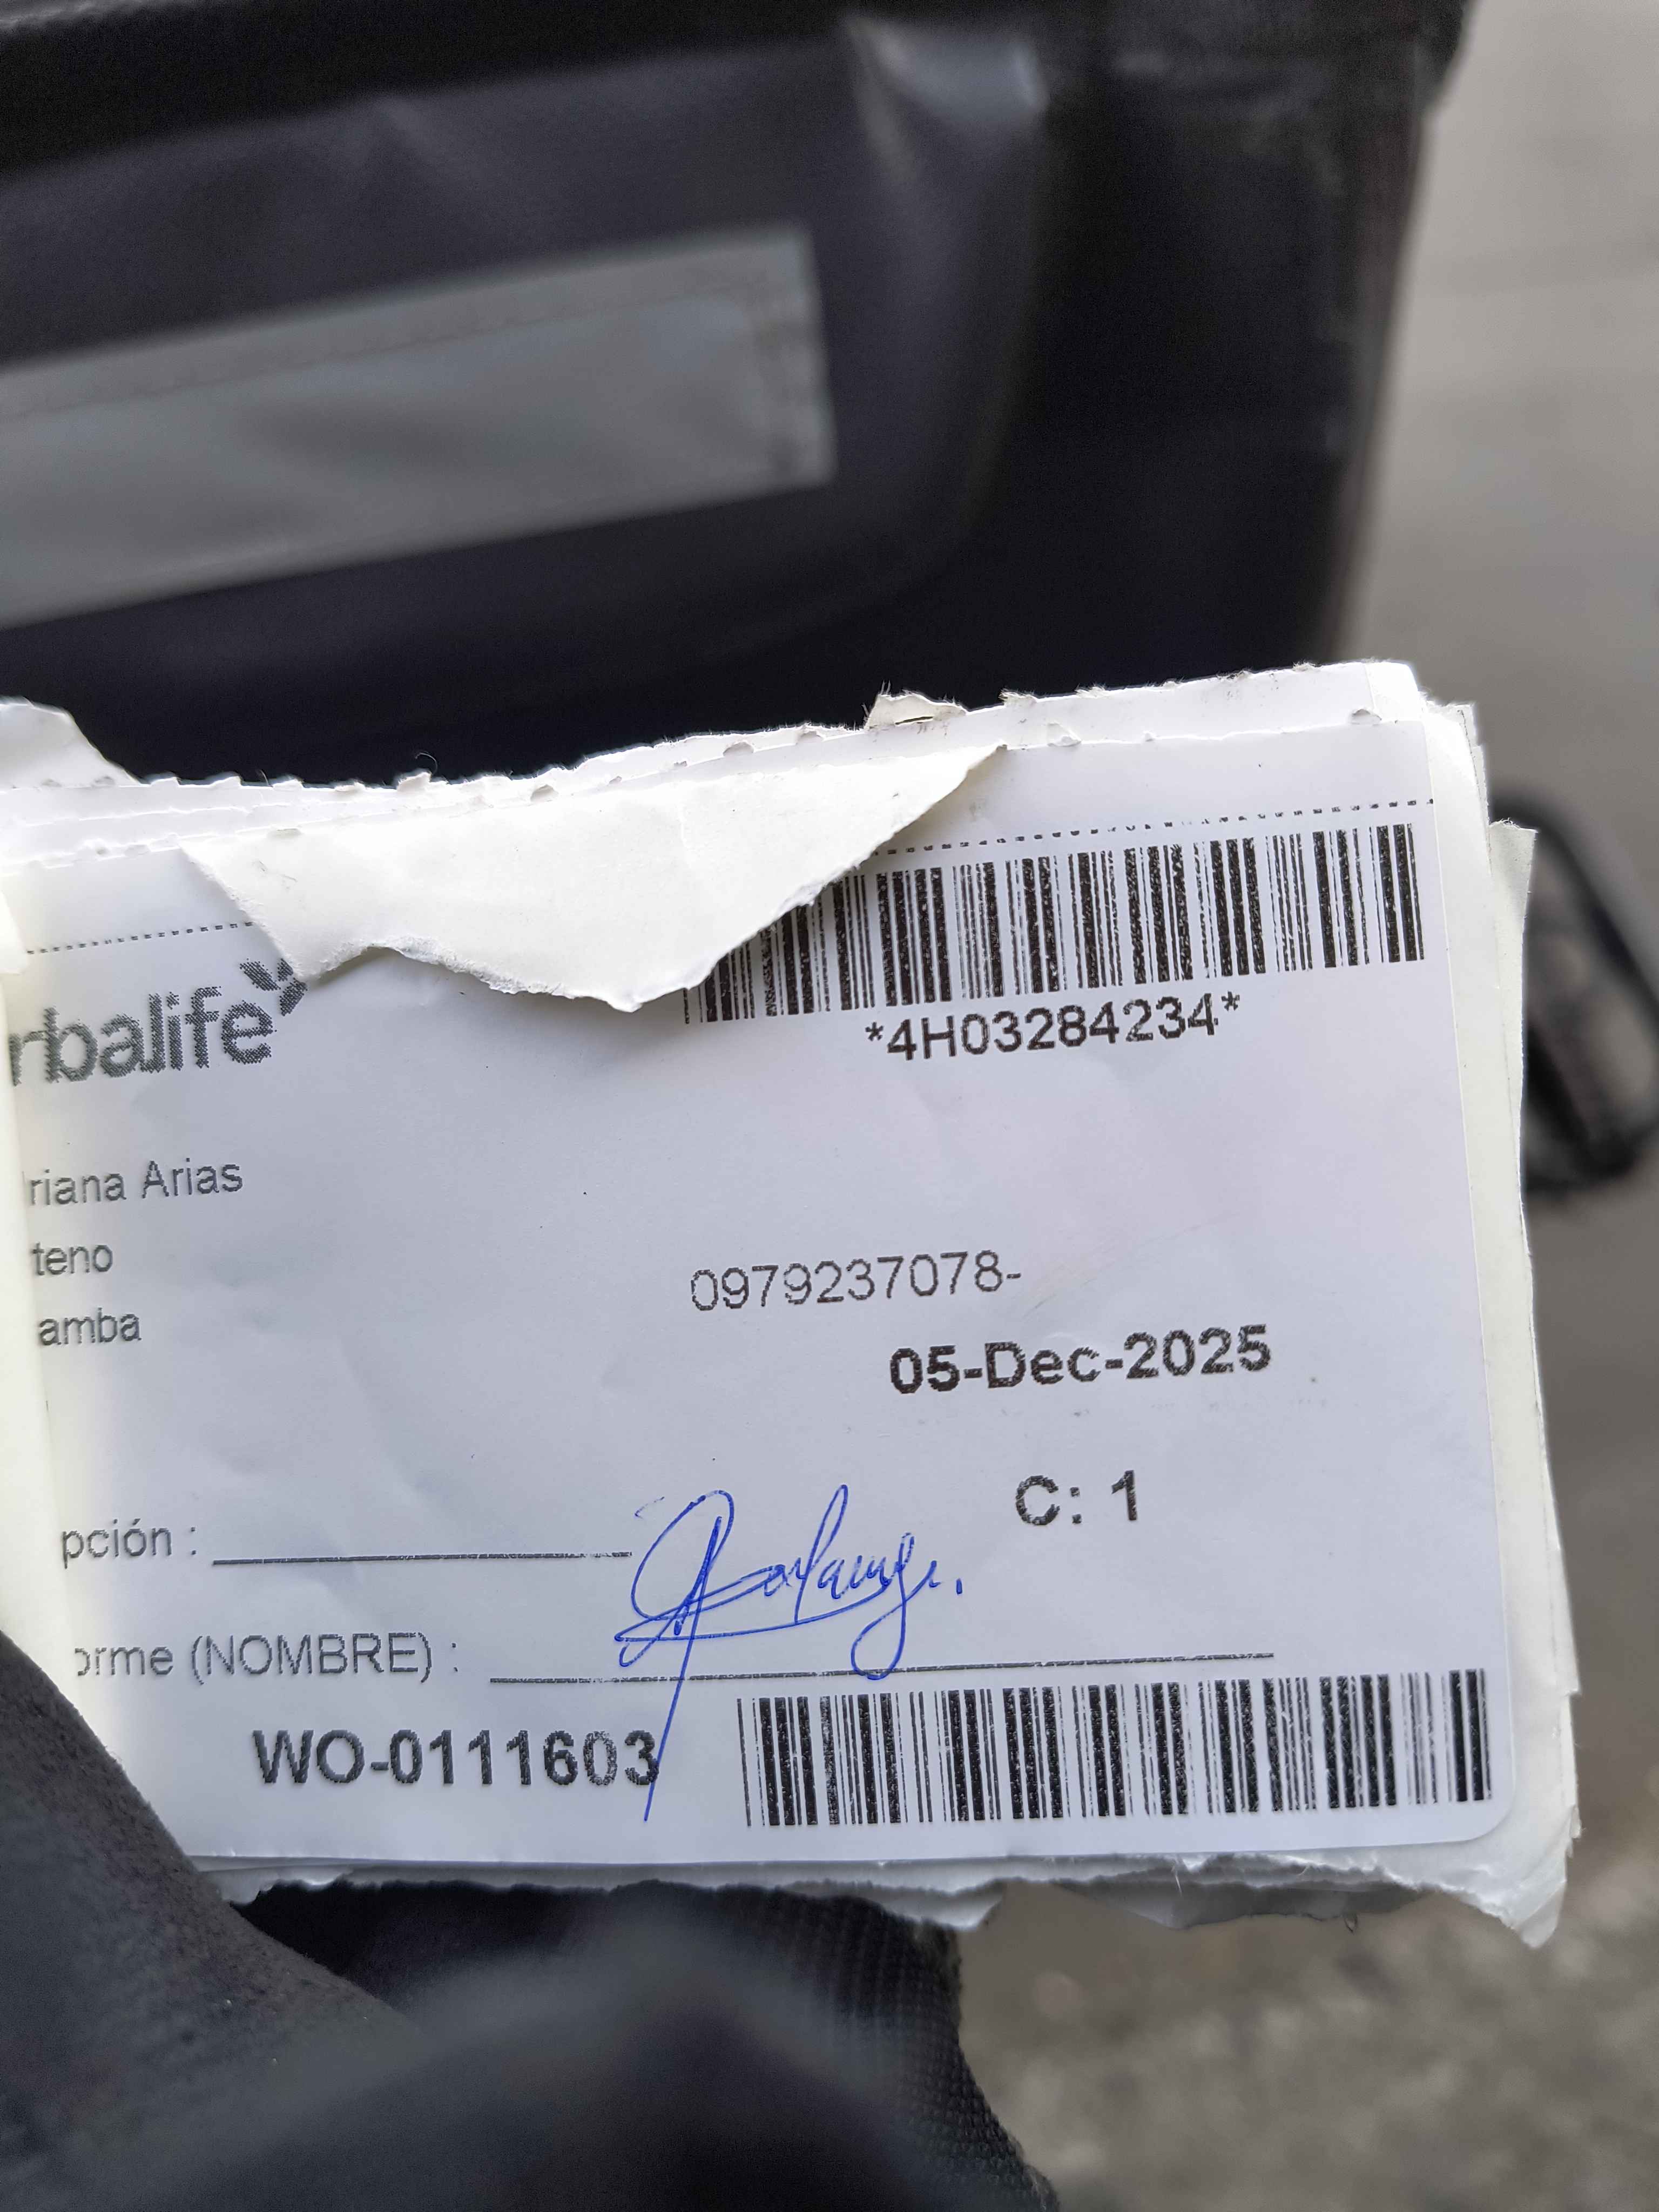 rbalife
*4H03284234*
riana Arias
teno
0979237078-
amba
05-Dec-2025
C: 1
pción :
orme (NOMBRE) :
WO-0111603